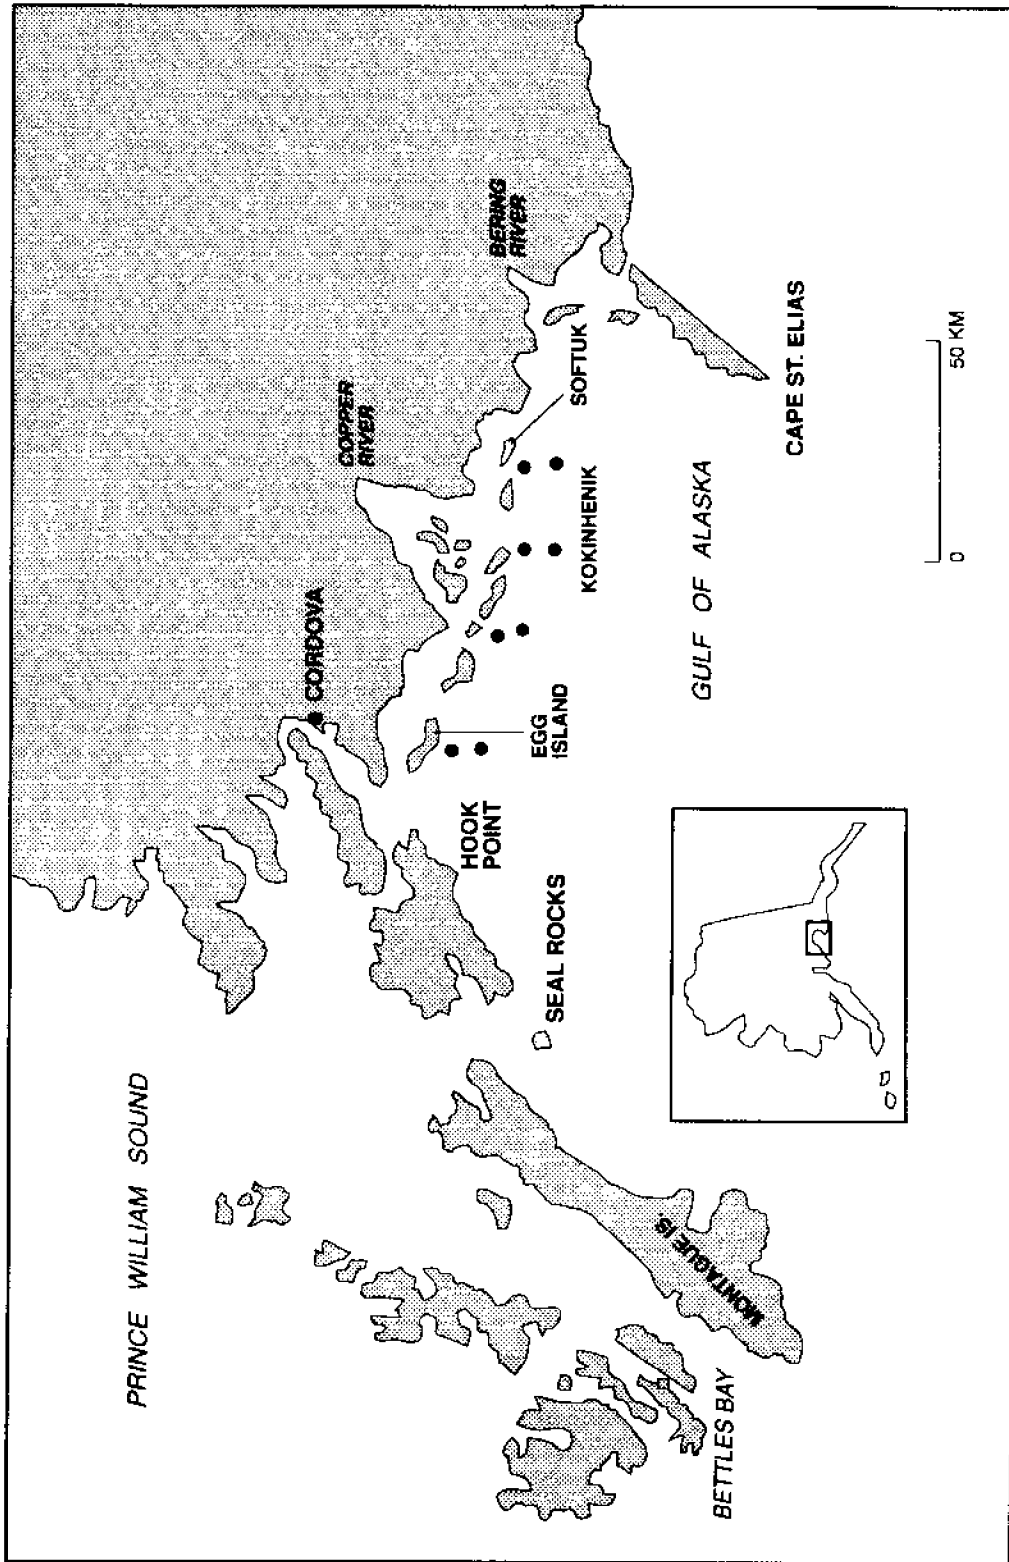 PRINCE WILLIAM SOUND
CORDOVA
COPPER
RIVER
BERING
RIVER
HOOK
POINT
EGG
ISLAND
SEAL ROCKS
KOKINHENIK
SOFTUK
MONTAGUE IS.
BETTLES BAY
GULF OF ALASKA
CAPE ST. ELIAS
0
50 KM